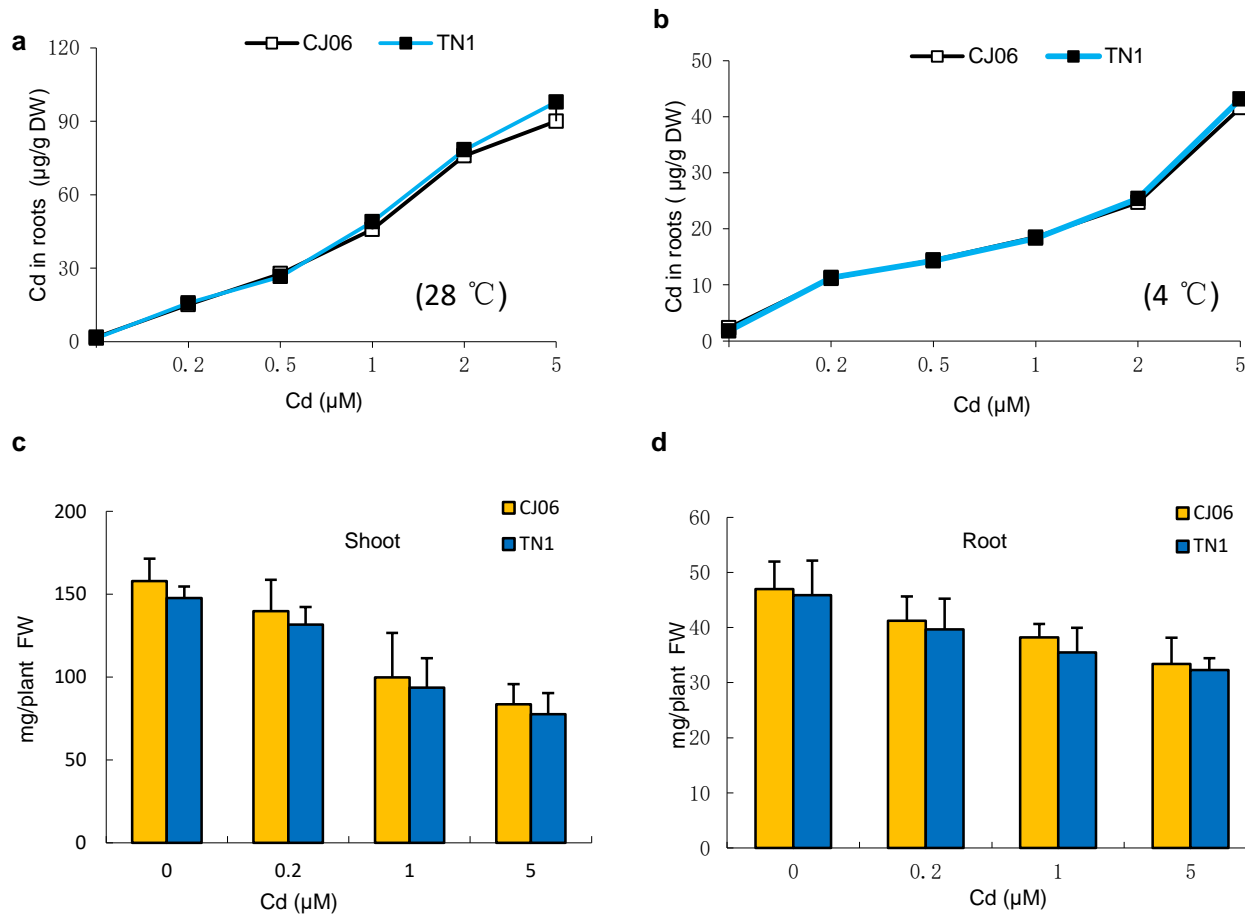 a
CJ06 TN1
120
90
60
30
0
Cd in roots (µg/g DW)
(28 ℃)
0.2 0.5 1 2 5
Cd (µM)
b
CJ06 TN1
50
40
30
20
10
0
Cd in roots ( µg/g DW)
(4 ℃)
0.2 0.5 1 2 5
Cd (µM)
c
200
150
100
50
0
mg/plant FW
Shoot
CJ06
TN1
0 0.2 1 5
Cd (µM)
d
60
50
40
30
20
10
0
mg/plant FW
Root
CJ06
TN1
0 0.2 1 5
Cd (µM)